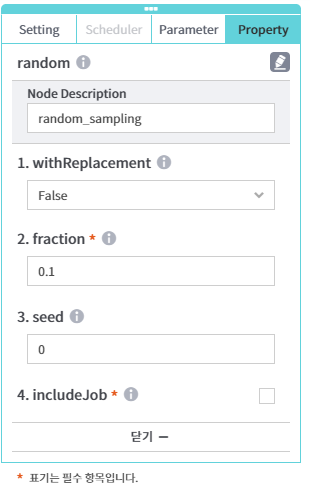 Setting Scheduler Parameter Property
random
Node Description
random_sampling
1. withReplacement
False
2. fraction *
0.1
3. seed
0
4. includeJob *
닫기 −
* 표기는 필수 항목입니다.